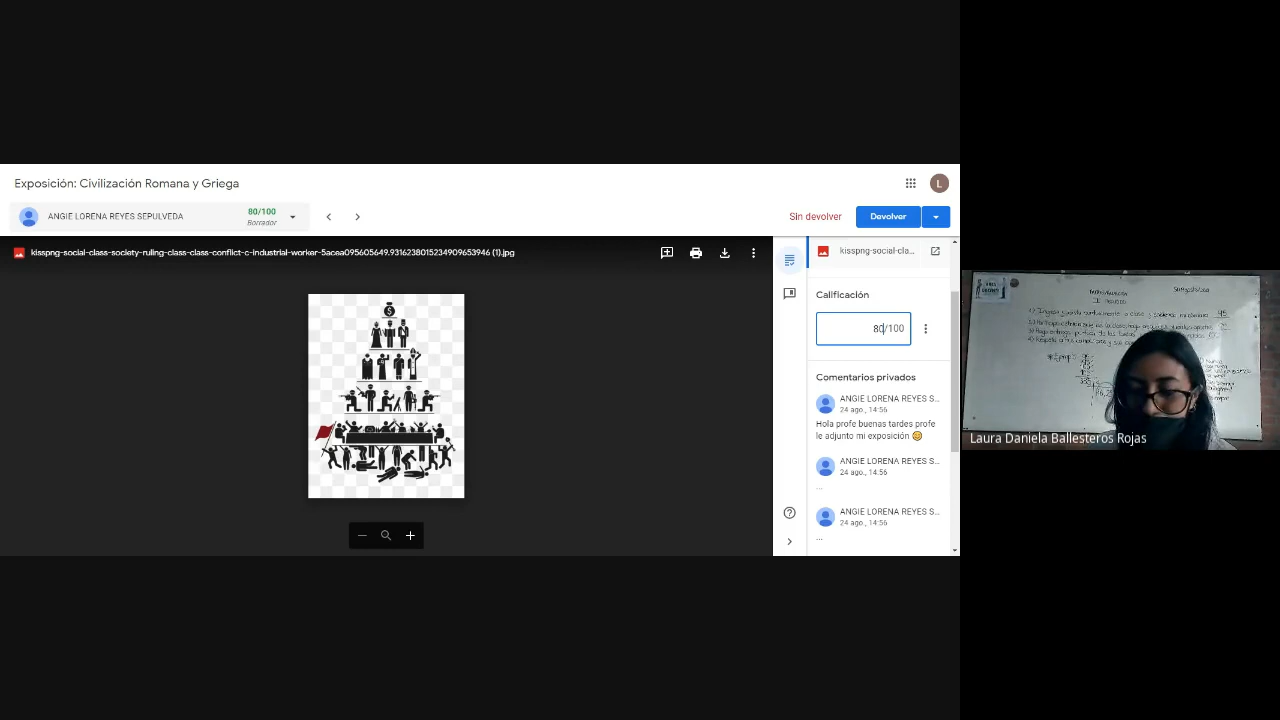 Exposición: Civilización Romana y Griega
L
ANGIE LORENA REYES SEPULVEDA
80/100
Borrador
Sin devolver
Devolver
kisspng-social-class-society-ruling-class-class-conflict-c-industrial-worker-5acea095605649.9316238015234909653946 (1).jpg
kisspng-social-cla...
Calificación
80/100
Comentarios privados
ANGIE LORENA REYES S...
24 ago., 14:56
Hola profe buenas tardes profe
le adjunto mi exposición 😊
ANGIE LORENA REYES S...
24 ago., 14:56
...
ANGIE LORENA REYES S...
24 ago., 14:56
...
$
45
Laura Daniela Ballesteros Rojas